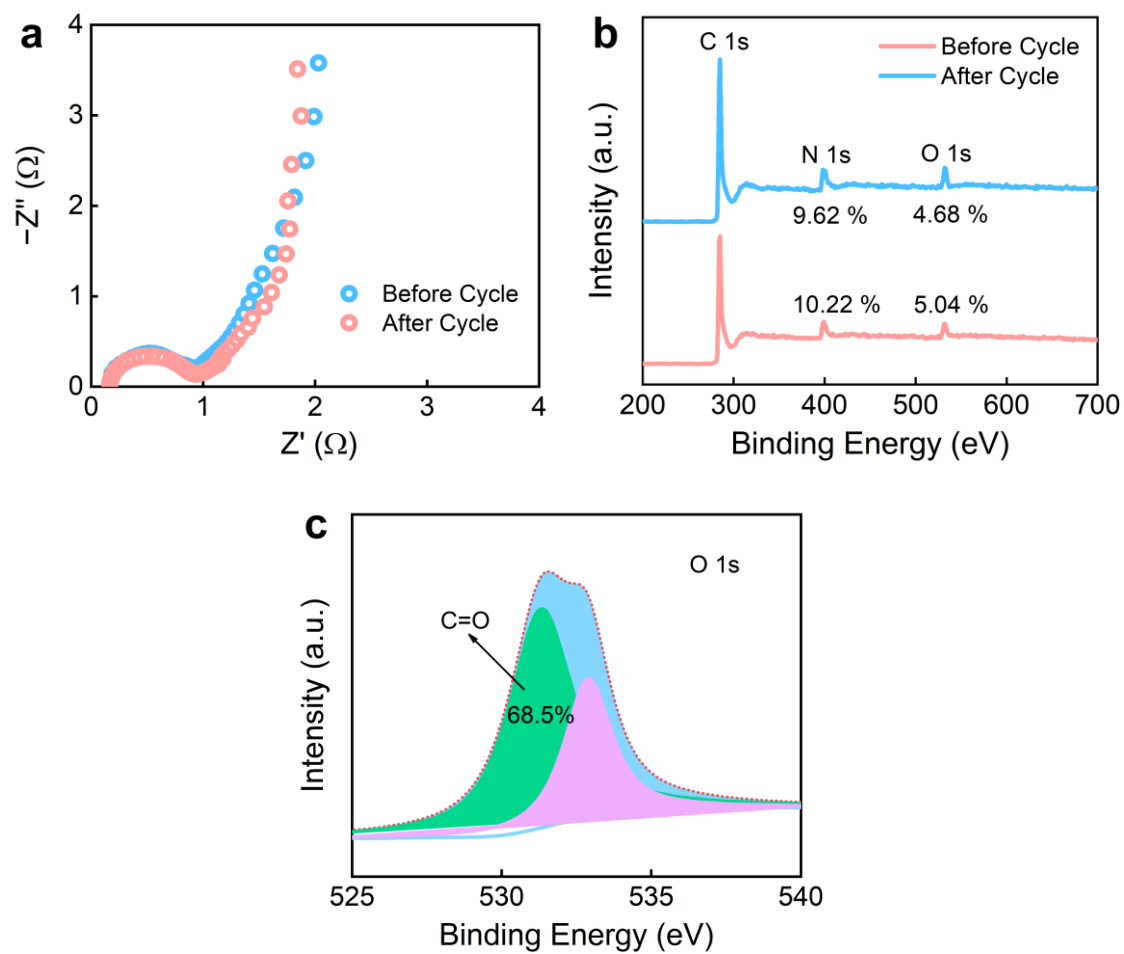 a
4
3
2
1
0
0
1
2
3
4
−Z″ (Ω)
Z' (Ω)
Before Cycle
After Cycle
b
C 1s
Before Cycle
After Cycle
N 1s
O 1s
9.62 %
4.68 %
10.22 %
5.04 %
Intensity (a.u.)
200
300
400
500
600
700
Binding Energy (eV)
c
O 1s
C=O
68.5%
Intensity (a.u.)
525
530
535
540
Binding Energy (eV)